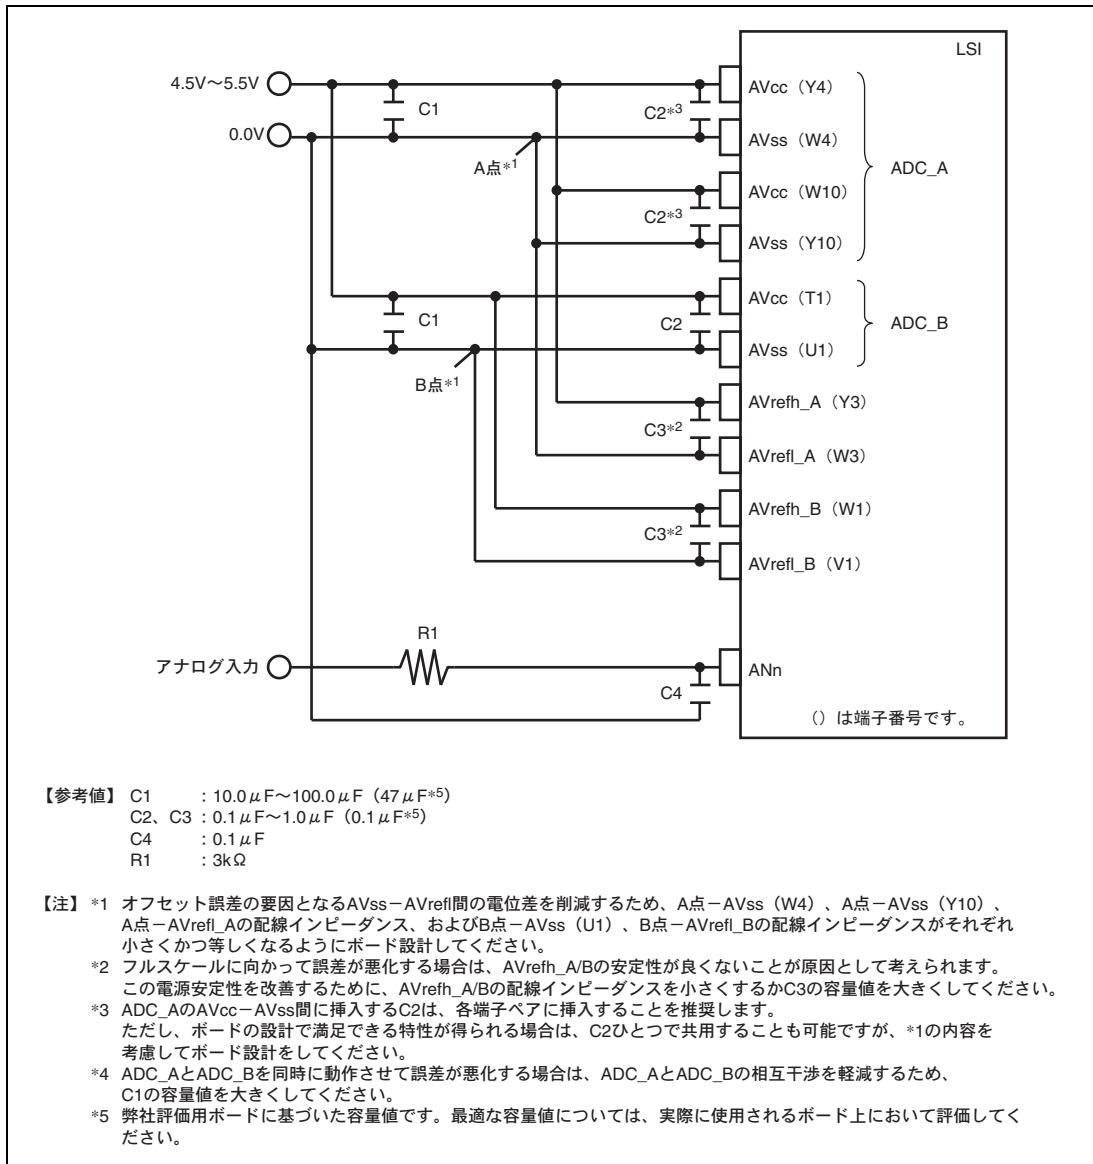 LSI
4.5V～5.5V
C1
C2*3
AVcc（Y4）
0.0V
AVss（W4）
A点*1
ADC_A
C2*3
AVcc（W10）
AVss（Y10）
C1
C2
AVcc（T1）
ADC_B
AVss（U1）
B点*1
C3*2
AVrefh_A（Y3）
AVrefl_A（W3）
C3*2
AVrefh_B（W1）
AVrefl_B（V1）
R1
アナログ入力
ANn
C4
（）は端子番号です。
【参考値】 C1 ：10.0μF～100.0μF（47μF*5）
C2、C3 ：0.1μF～1.0μF（0.1μF*5）
C4 ：0.1μF
R1 ：3kΩ
【注】 *1 オフセット誤差の要因となるAVss－AVrefl間の電位差を削減するため、A点－AVss（W4）、A点－AVss（Y10）、
A点－AVrefl_Aの配線インピーダンス、およびB点－AVss（U1）、B点－AVrefl_Bの配線インピーダンスがそれぞれ
小さくかつ等しくなるようにボード設計してください。
*2 フルスケールに向かって誤差が悪化する場合は、AVrefh_A/Bの安定性が良くないことが原因として考えられます。
この電源安定性を改善するために、AVrefh_A/Bの配線インピーダンスを小さくするかC3の容量値を大きくしてください。
*3 ADC_AのAVcc－AVss間に挿入するC2は、各端子ペアに挿入することを推奨します。
ただし、ボードの設計で満足できる特性が得られる場合は、C2ひとつで共用することも可能ですが、*1の内容を
考慮してボード設計をしてください。
*4 ADC_AとADC_Bを同時に動作させて誤差が悪化する場合は、ADC_AとADC_Bの相互干渉を軽減するため、
C1の容量値を大きくしてください。
*5 弊社評価用ボードに基づいた容量値です。最適な容量値については、実際に使用されるボード上において評価してく
ださい。